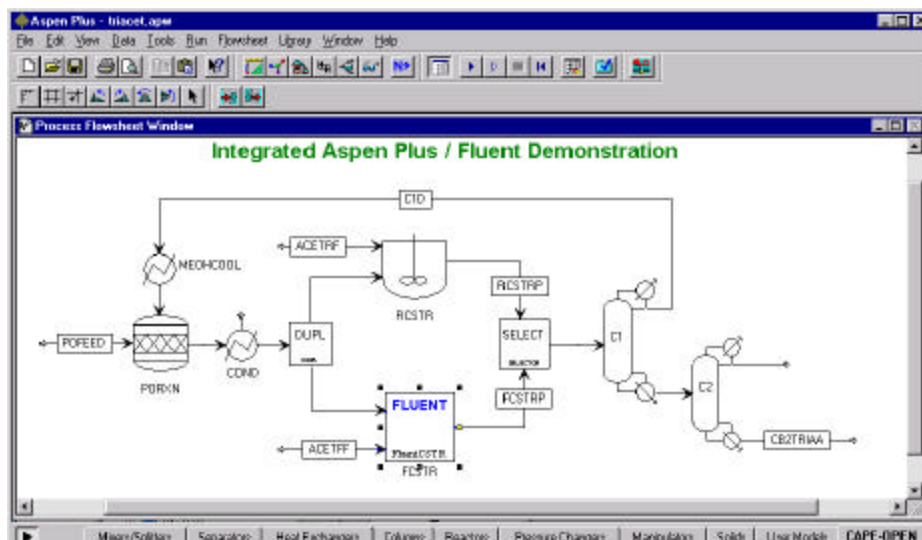 Aspen Plus - triacet.apw
File Edit View Data Tools Run Flowsheet Library Window Help
N>
Process Flowsheet Window
Integrated Aspen Plus / Fluent Demonstration
C1D
ACETRF
MEOHCOOL
RCSTRP
RCSTR
POFEED
DUPL
SELECT
SELECTOR
C1
COND
PORXN
FCSTRP
C2
FLUENT
ACETFF
FluentCSTR
FCSTR
CB2TRIAA
Mixers/Splitters Separators Heat Exchangers Columns Reactors Pressure Changers Manipulators Solids User Models CAPE-OPEN